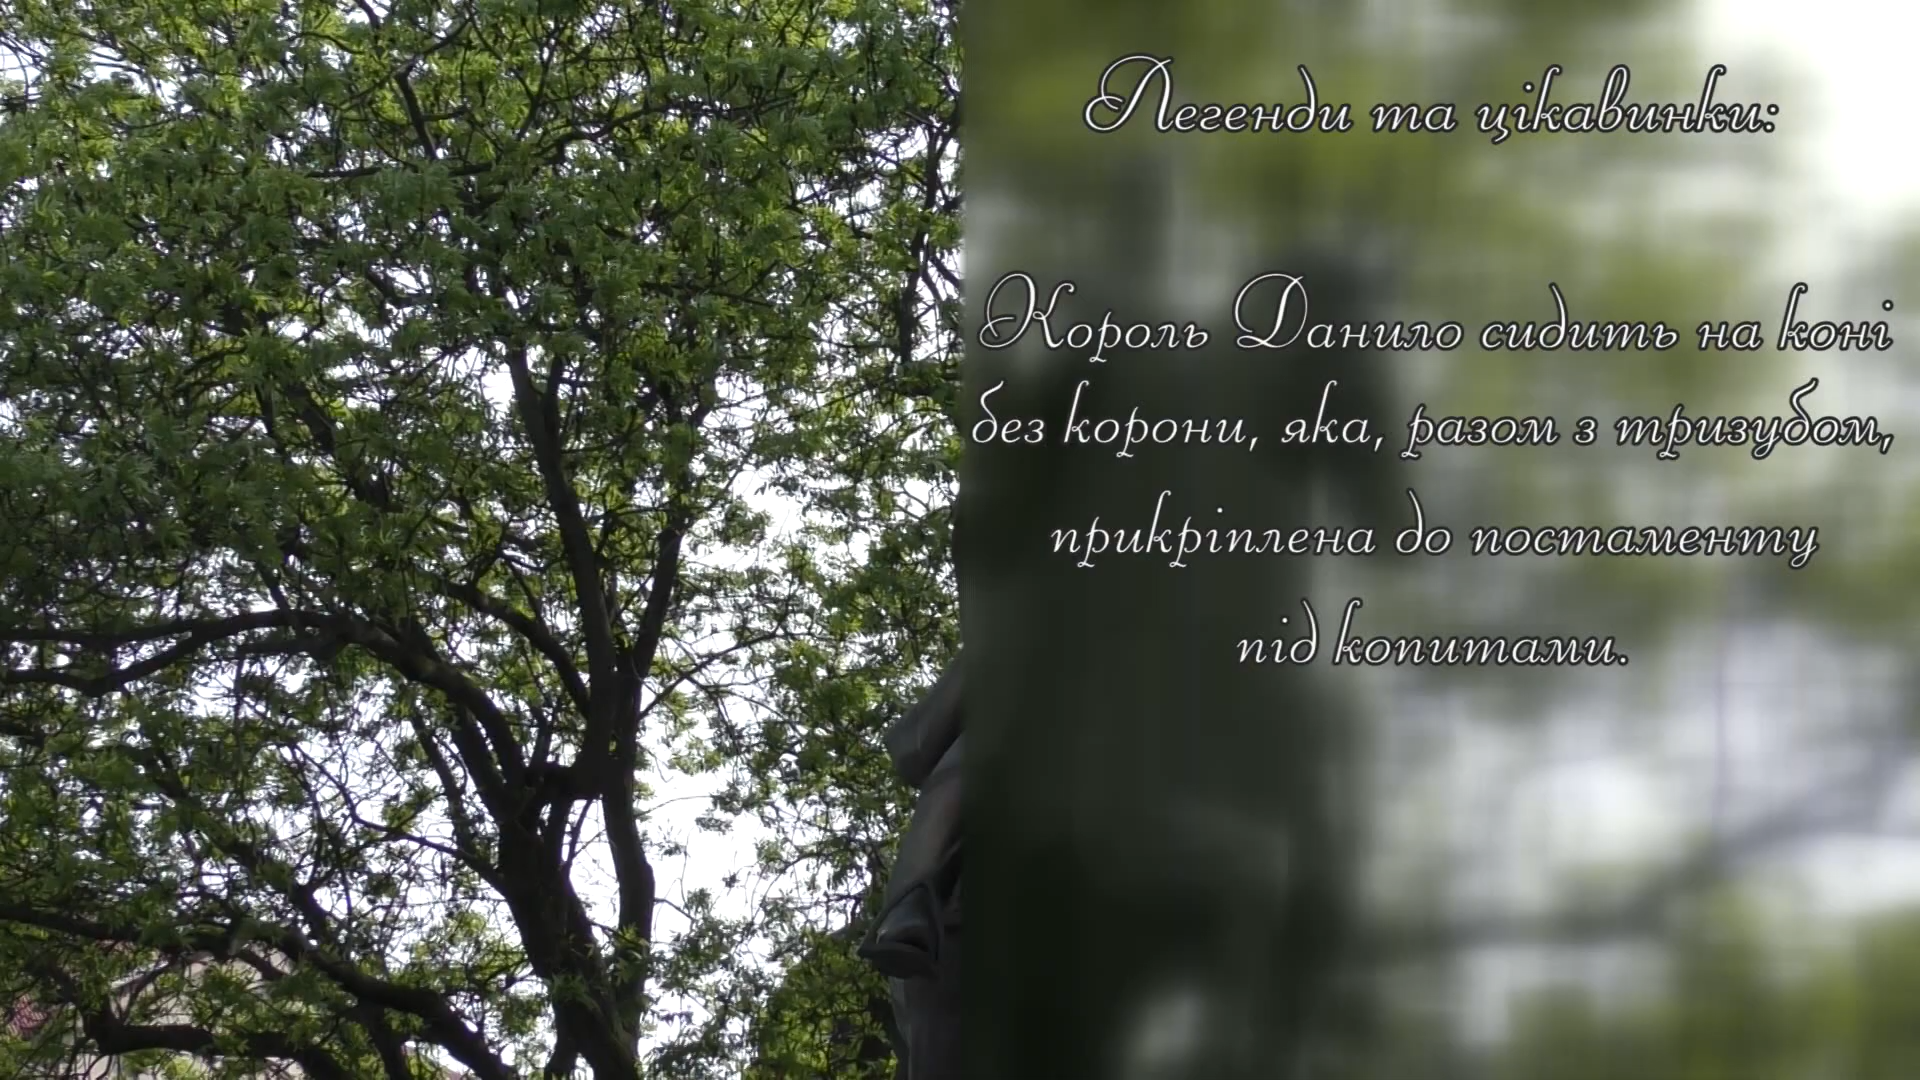 Легенди та цікавинки:
Король Данило сидить на коні
без корони, яка, разом з тризубом,
прикріплена до постаменту
під копитами.